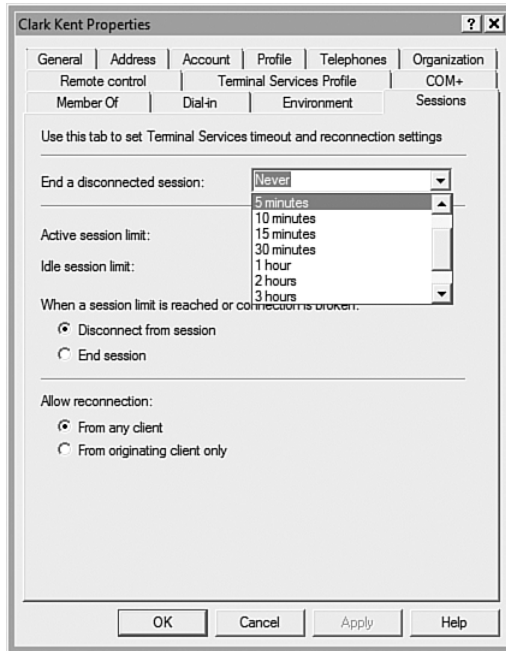 Clark Kent Properties
General Address Account Profile Telephones Organization
Remote control Terminal Services Profile COM+
Member Of Dial-in Environment Sessions
Use this tab to set Terminal Services timeout and reconnection settings
End a disconnected session: Never
5 minutes
10 minutes
Active session limit: 15 minutes
30 minutes
Idle session limit: 1 hour
2 hours
3 hours
When a session limit is reached or connection is broken:
Disconnect from session
End session
Allow reconnection:
From any client
From originating client only
OK Cancel Apply Help